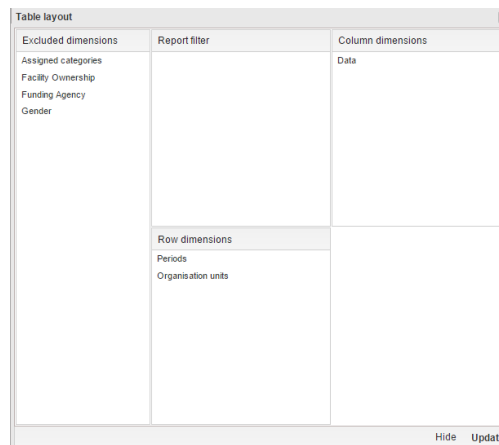 Table layout
Excluded dimensions
Assigned categories
Facility Ownership
Funding Agency
Gender
Report filter
Column dimensions
Data
Row dimensions
Periods
Organisation units
Hide Updat